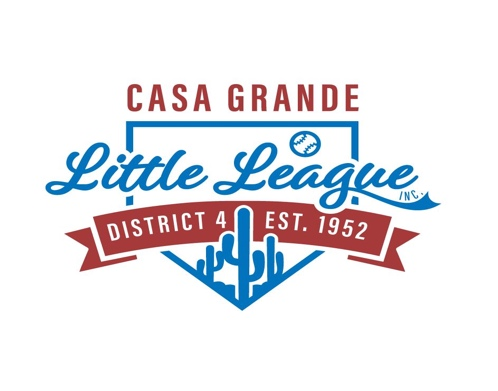 CASA GRANDE
Little League
INC.
DISTRICT 4 EST. 1952